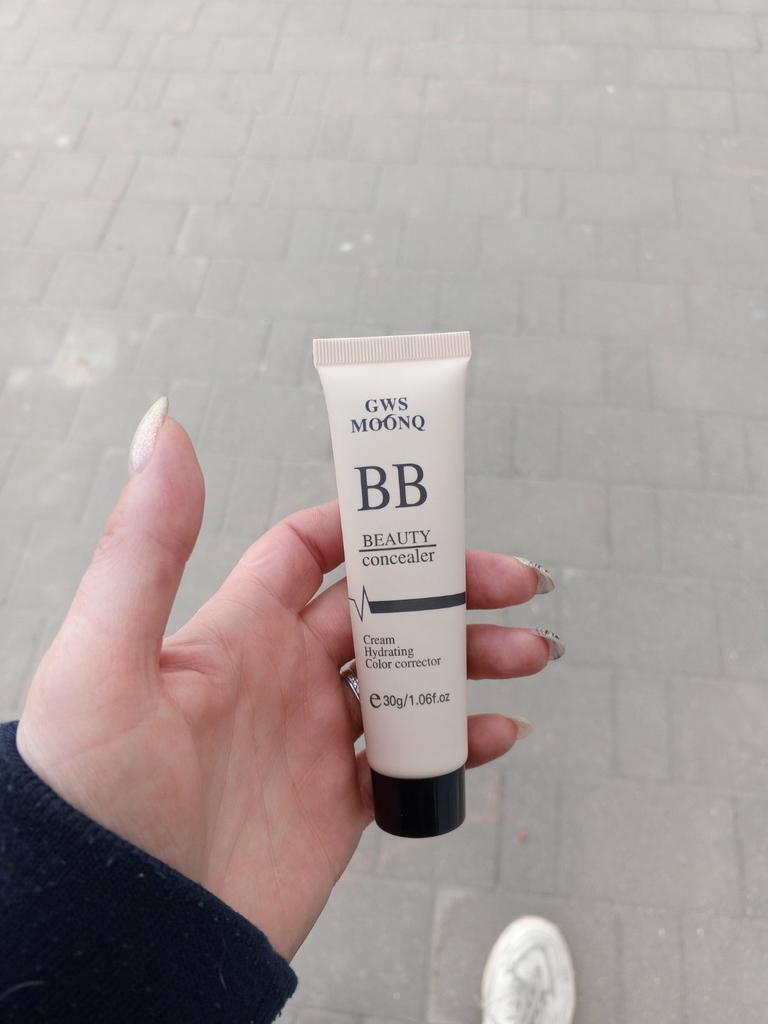 GWS
MOONQ
BB
BEAUTY
concealer
Cream
Hydrating
Color corrector
e 30g/1.06f.oz